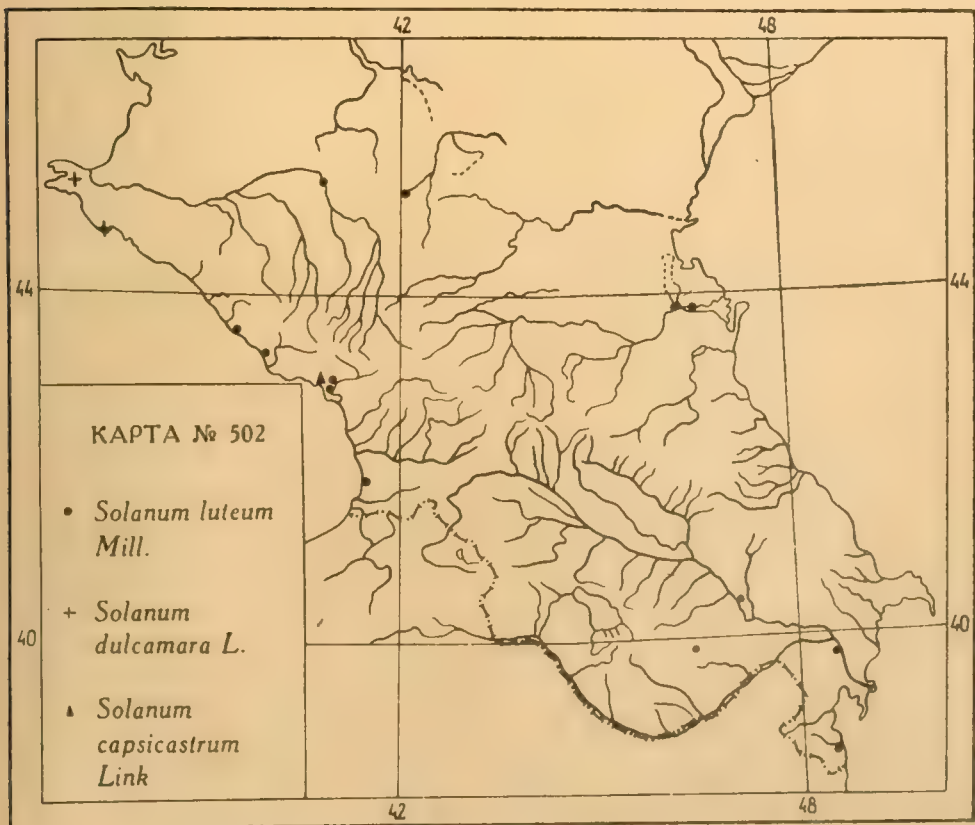 42 48
44 44
КАРТА № 502
Solanum luteum
Mill.
40 40
Solanum
dulcamara L.
Solanum
capsicastrum
Link
42 48